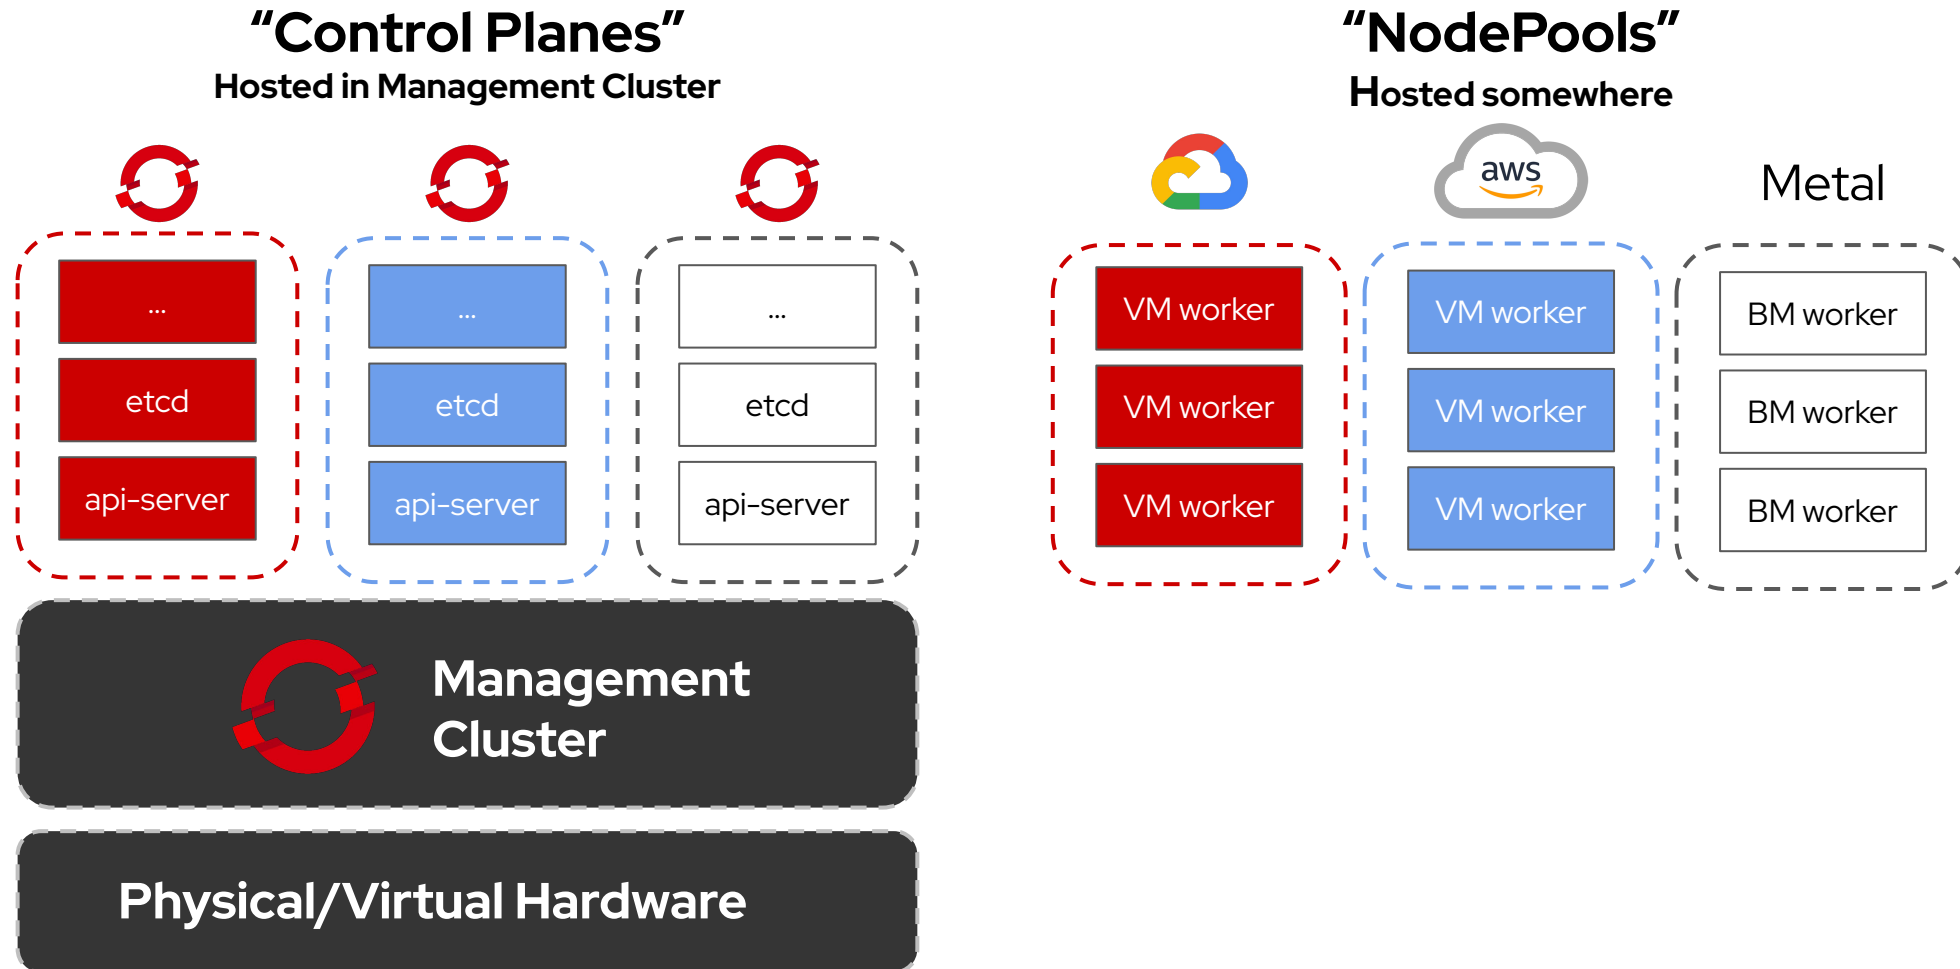 “Control Planes”
Hosted in Management Cluster
...
etcd
api-server
...
etcd
api-server
...
etcd
api-server
Management
Cluster
Physical/Virtual Hardware
“NodePools”
Hosted somewhere
aws
Metal
VM worker
VM worker
VM worker
VM worker
VM worker
VM worker
BM worker
BM worker
BM worker